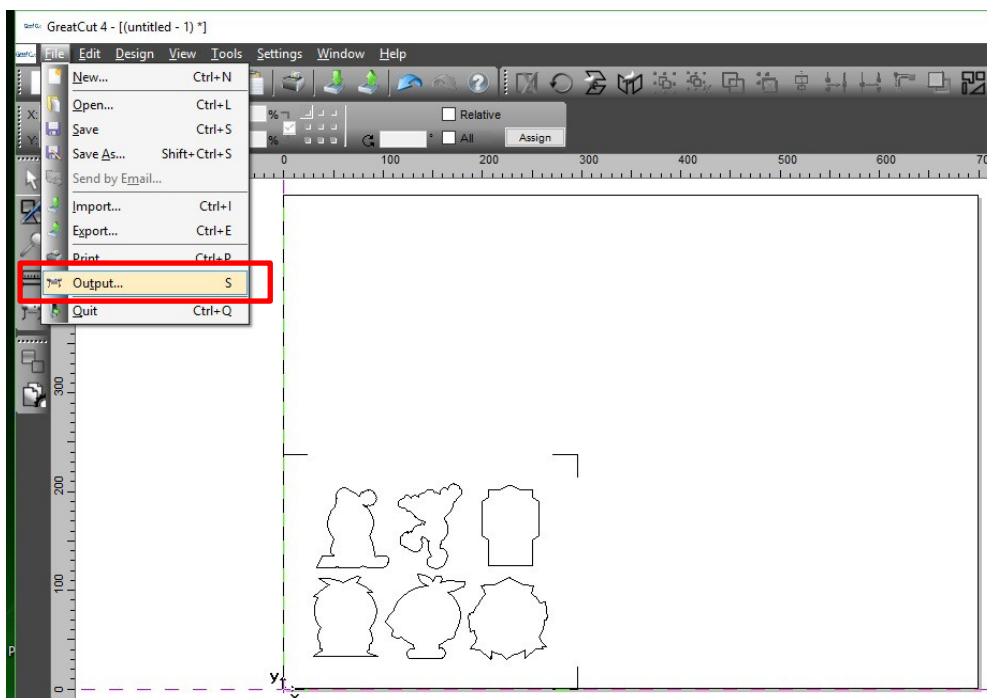 GreatCut 4 - [(untitled - 1) *]
File Edit Design View Tools Settings Window Help
New... Ctrl+N
Open... Ctrl+L
Save Ctrl+S
Save As... Shift+Ctrl+S
Send by Email...
Import... Ctrl+I
Export... Ctrl+E
Print... Ctrl+P
Output... S
Quit Ctrl+Q
X: % Relative
Y: % ° All Assign
0 100 200 300 400 500 600 70
300
200
100
0
Y
X
P